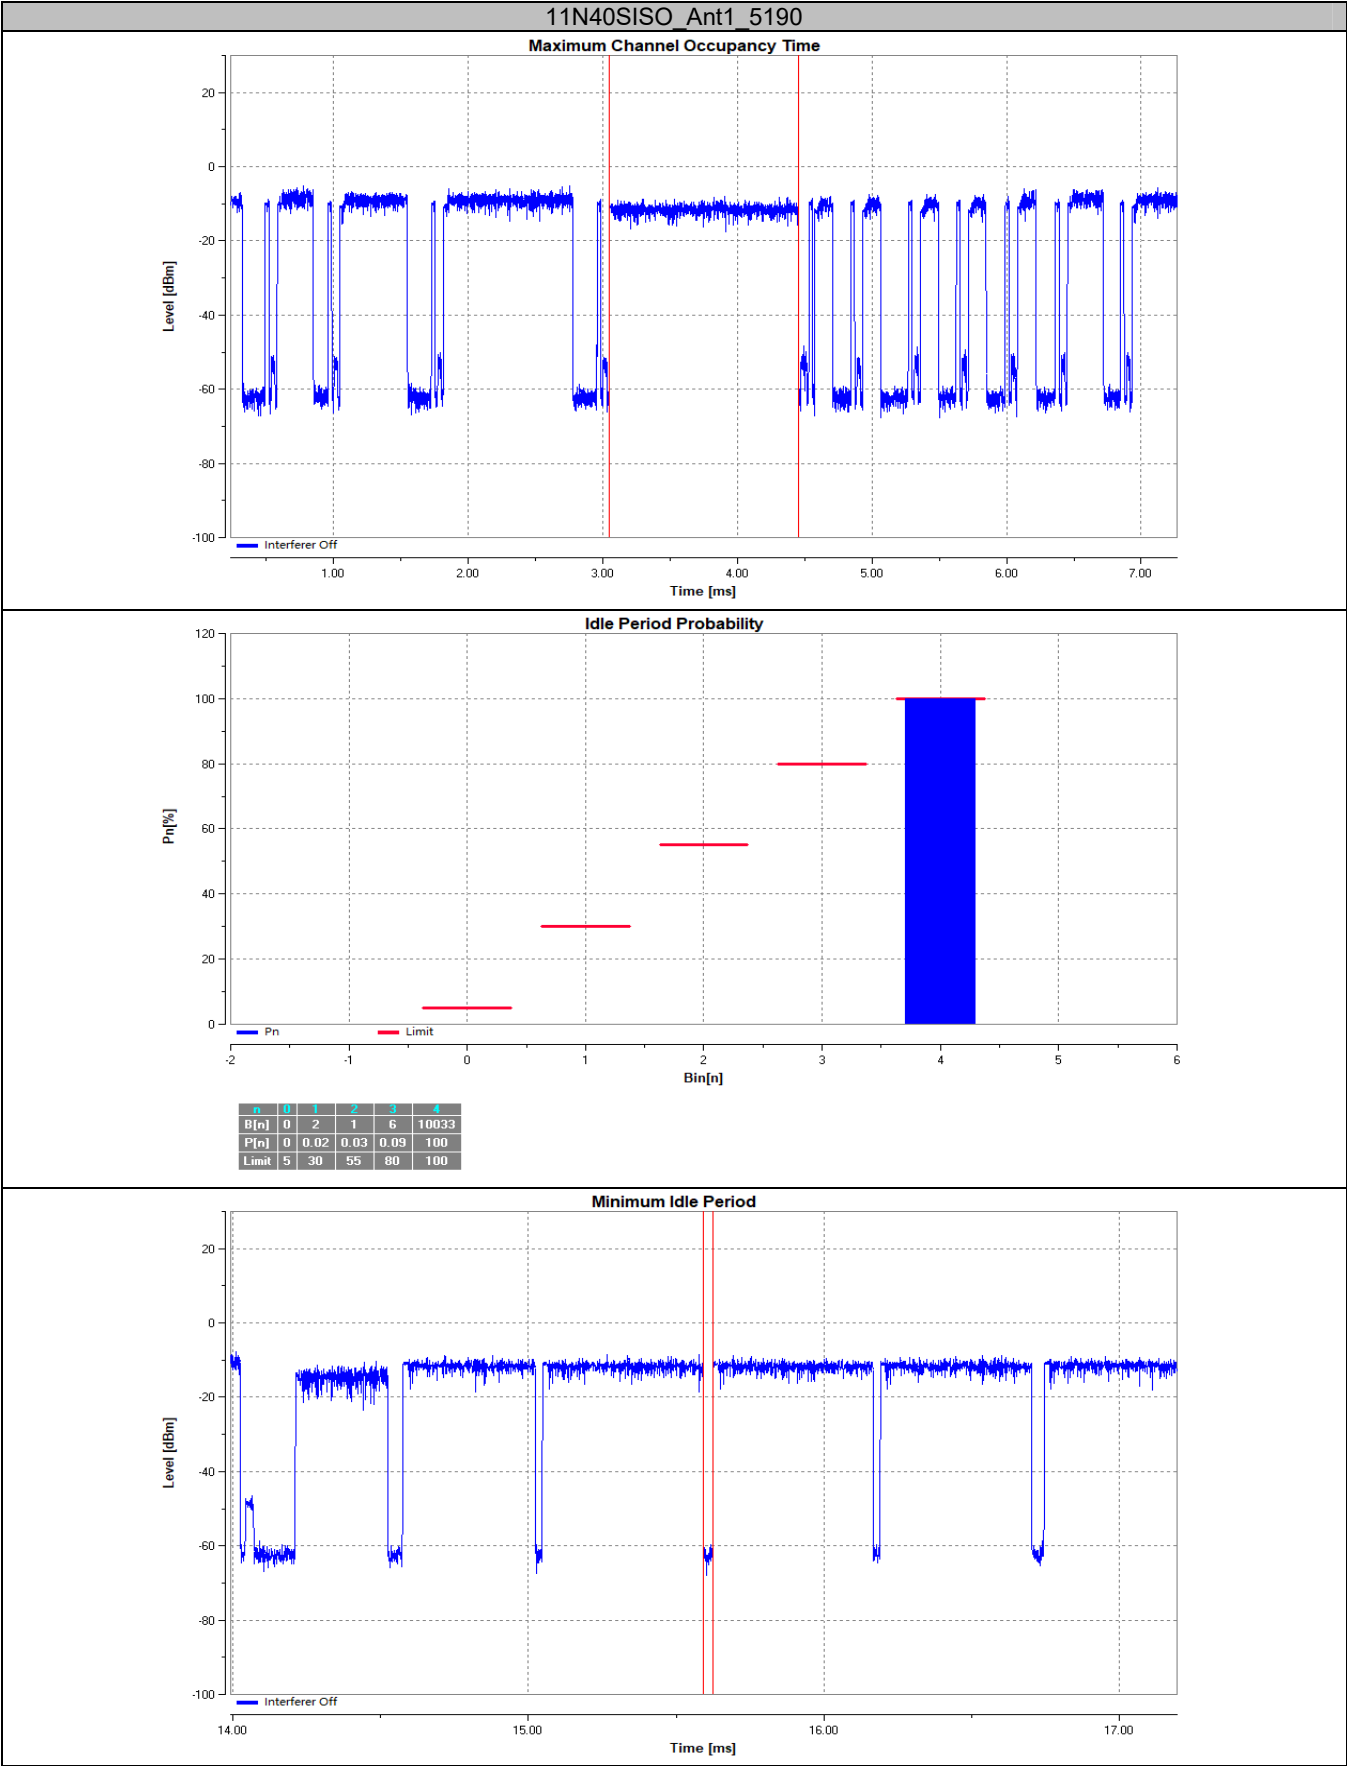 11N40SISO_Ant1_5190
Maximum Channel Occupancy Time
20
0
-20
-40
-60
-80
-100
Level [dBm]
Interferer Off
1.00 2.00 3.00 4.00 5.00 6.00 7.00
Time [ms]
Idle Period Probability
120
100
80
60
40
20
0
Pn[%]
Pn Limit
-2 -1 0 1 2 3 4 5 6
Bin[n]
n 0 1 2 3 4
B[n] 0 2 1 6 10033
P[n] 0 0.02 0.03 0.09 100
Limit 5 30 55 80 100
Minimum Idle Period
20
0
-20
-40
-60
-80
-100
Level [dBm]
Interferer Off
14.00 15.00 16.00 17.00
Time [ms]